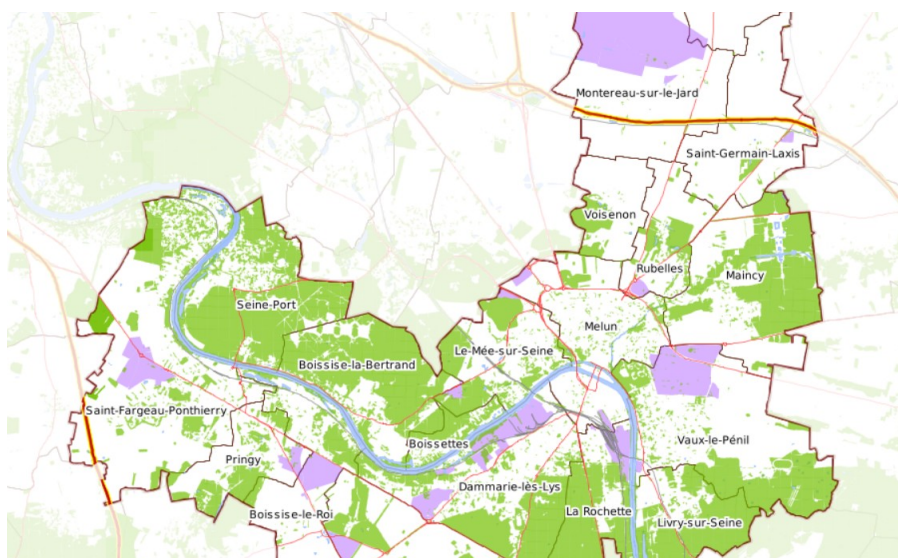 Montereau-sur-le-Jard
Saint-Germain-Laxis
Voisenon
Rubelles
Maincy
Seine-Port
Melun
Le-Mée-sur-Seine
Boissise-la-Bertrand
Saint-Fargeau-Ponthierry
Boissettes
Vaux-le-Pénil
Pringy
Dammarie-lès-Lys
Boissise-le-Roi
La Rochette
Livry-sur-Seine